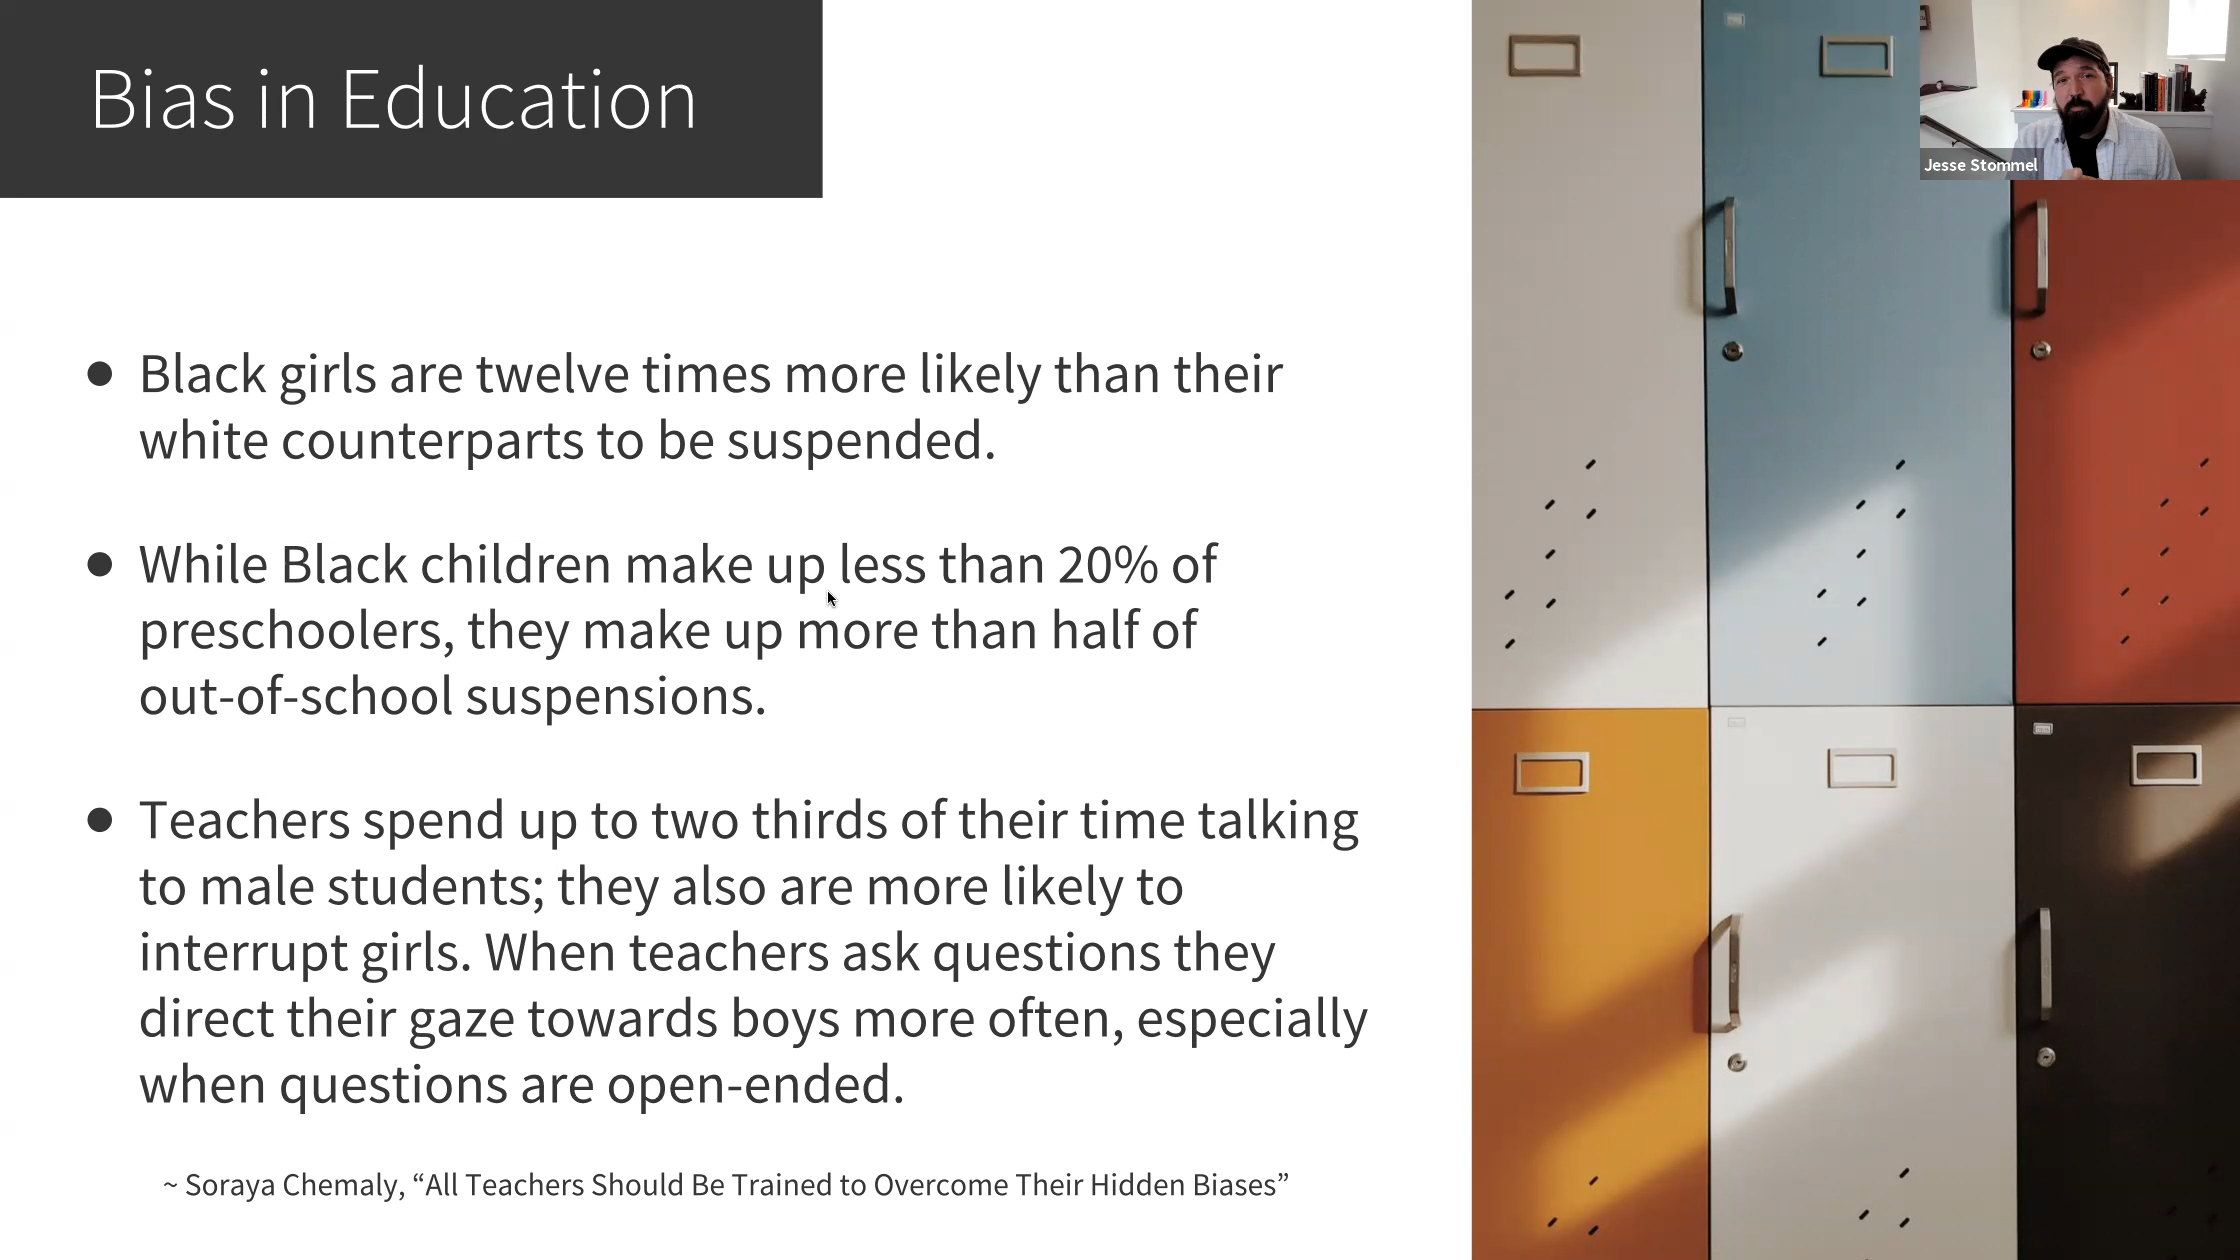 Bias in Education
Jesse Stommel
● Black girls are twelve times more likely than their
white counterparts to be suspended.
● While Black children make up less than 20% of
preschoolers, they make up more than half of
out-of-school suspensions.
● Teachers spend up to two thirds of their time talking
to male students; they also are more likely to
interrupt girls. When teachers ask questions they
direct their gaze towards boys more often, especially
when questions are open-ended.
~ Soraya Chemaly, “All Teachers Should Be Trained to Overcome Their Hidden Biases”